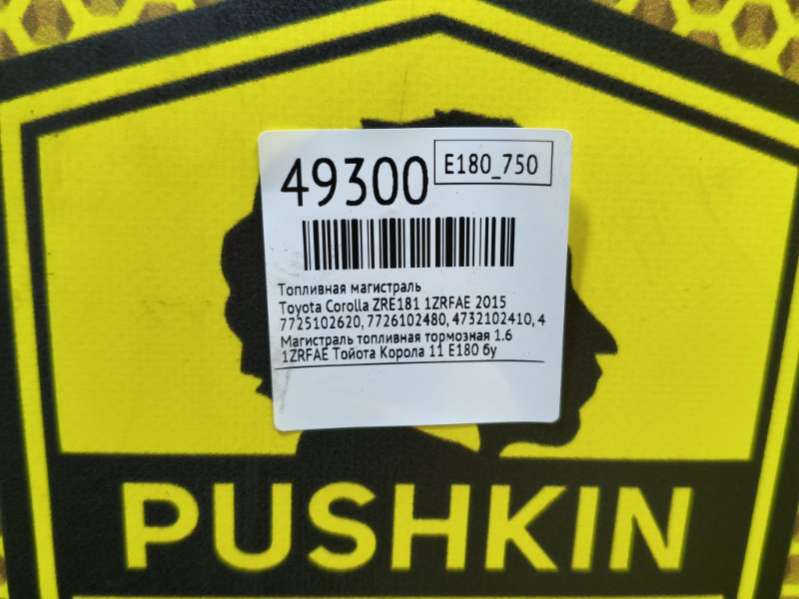 49300
E180_750
Топливная магистраль
Toyota Corolla ZRE181 1ZRFAE 2015
7725102620, 7726102480, 4732102410, 4
Магистраль топливная тормозная 1.6
1ZRFAE Тойота Корола 11 E180 бу
PUSHKIN